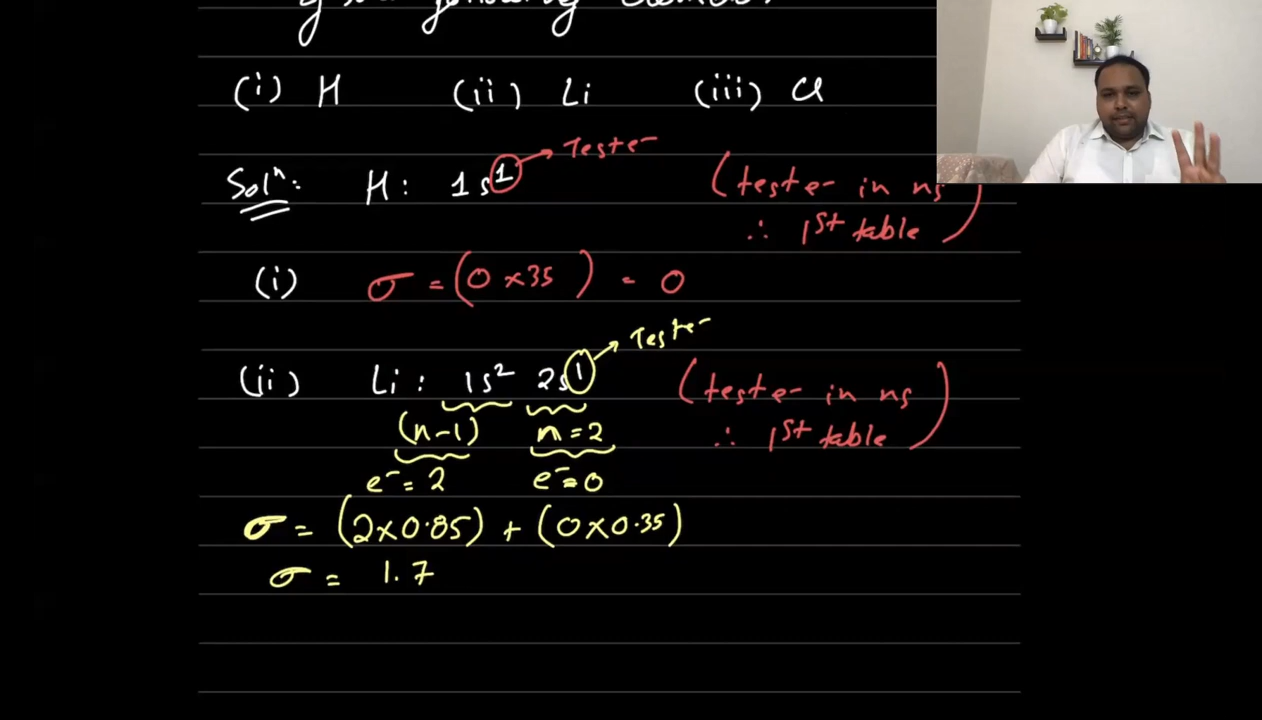 (i) H (ii) Li (iii) Cl
Solⁿ: H: 1s¹ → Tester (tester in ns
∴ 1st table)
(i) σ = (0 ×35 ) = 0
(ii) Li: 1s² 2s¹ → Tester (tester in ns
∴ 1st table)
(n-1) n=2
e⁻=2 e⁻=0
σ = (2×0.85) + (0×0.35)
σ = 1.7